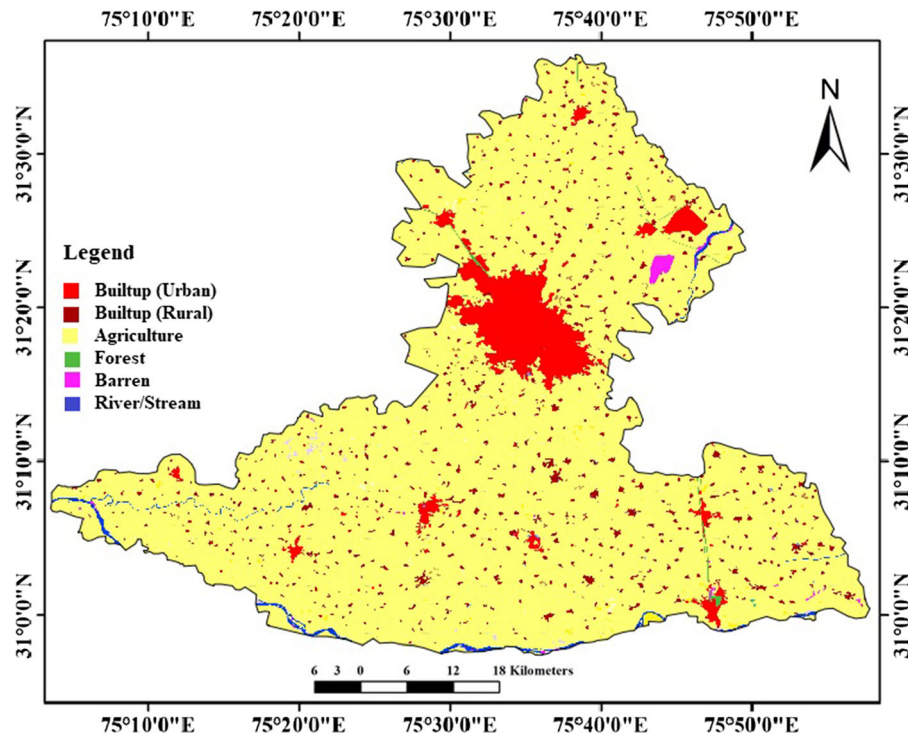 75°10'0"E 75°20'0"E 75°30'0"E 75°40'0"E 75°50'0"E
N
31°30'0"N 31°30'0"N
Legend
Builtup (Urban)
Builtup (Rural)
Agriculture
Forest
Barren
River/Stream
31°20'0"N 31°20'0"N
31°10'0"N 31°10'0"N
31°0'0"N 31°0'0"N
6 3 0 6 12 18 Kilometers
75°10'0"E 75°20'0"E 75°30'0"E 75°40'0"E 75°50'0"E